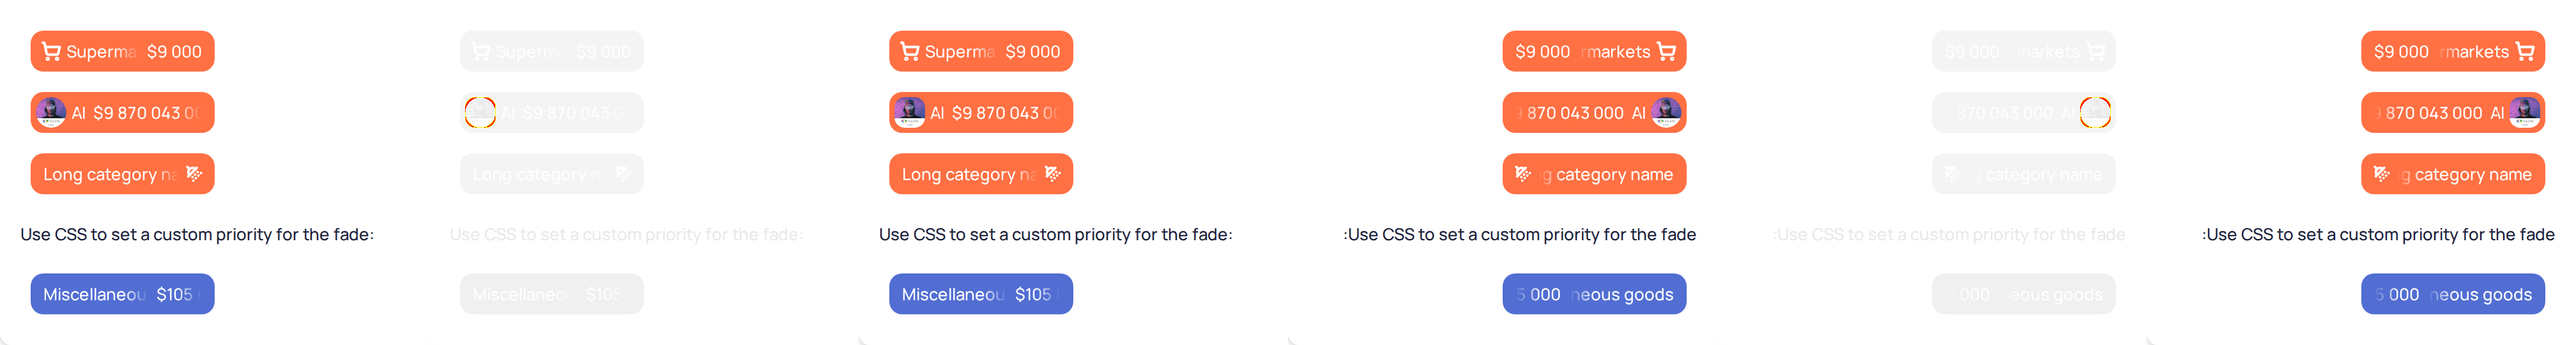 Superma $9 000
AI $9 870 043 0
Long category na
Use CSS to set a custom priority for the fade:
Miscellaneou $105
Superm $9 000
AI $9 870 043 0
Long category n
Use CSS to set a custom priority for the fade:
Miscellaneou $105
Superma $9 000
AI $9 870 043 0
Long category na
Use CSS to set a custom priority for the fade:
Miscellaneou $105
$9 000 rmarkets
9 870 043 000 AI
g category name
:Use CSS to set a custom priority for the fade
5 000 neous goods
$9 000 markets
870 043 000 AI
g category name
:Use CSS to set a custom priority for the fade
5 000 neous goods
$9 000 rmarkets
870 043 000 AI
g category name
:Use CSS to set a custom priority for the fade
5 000 neous goods